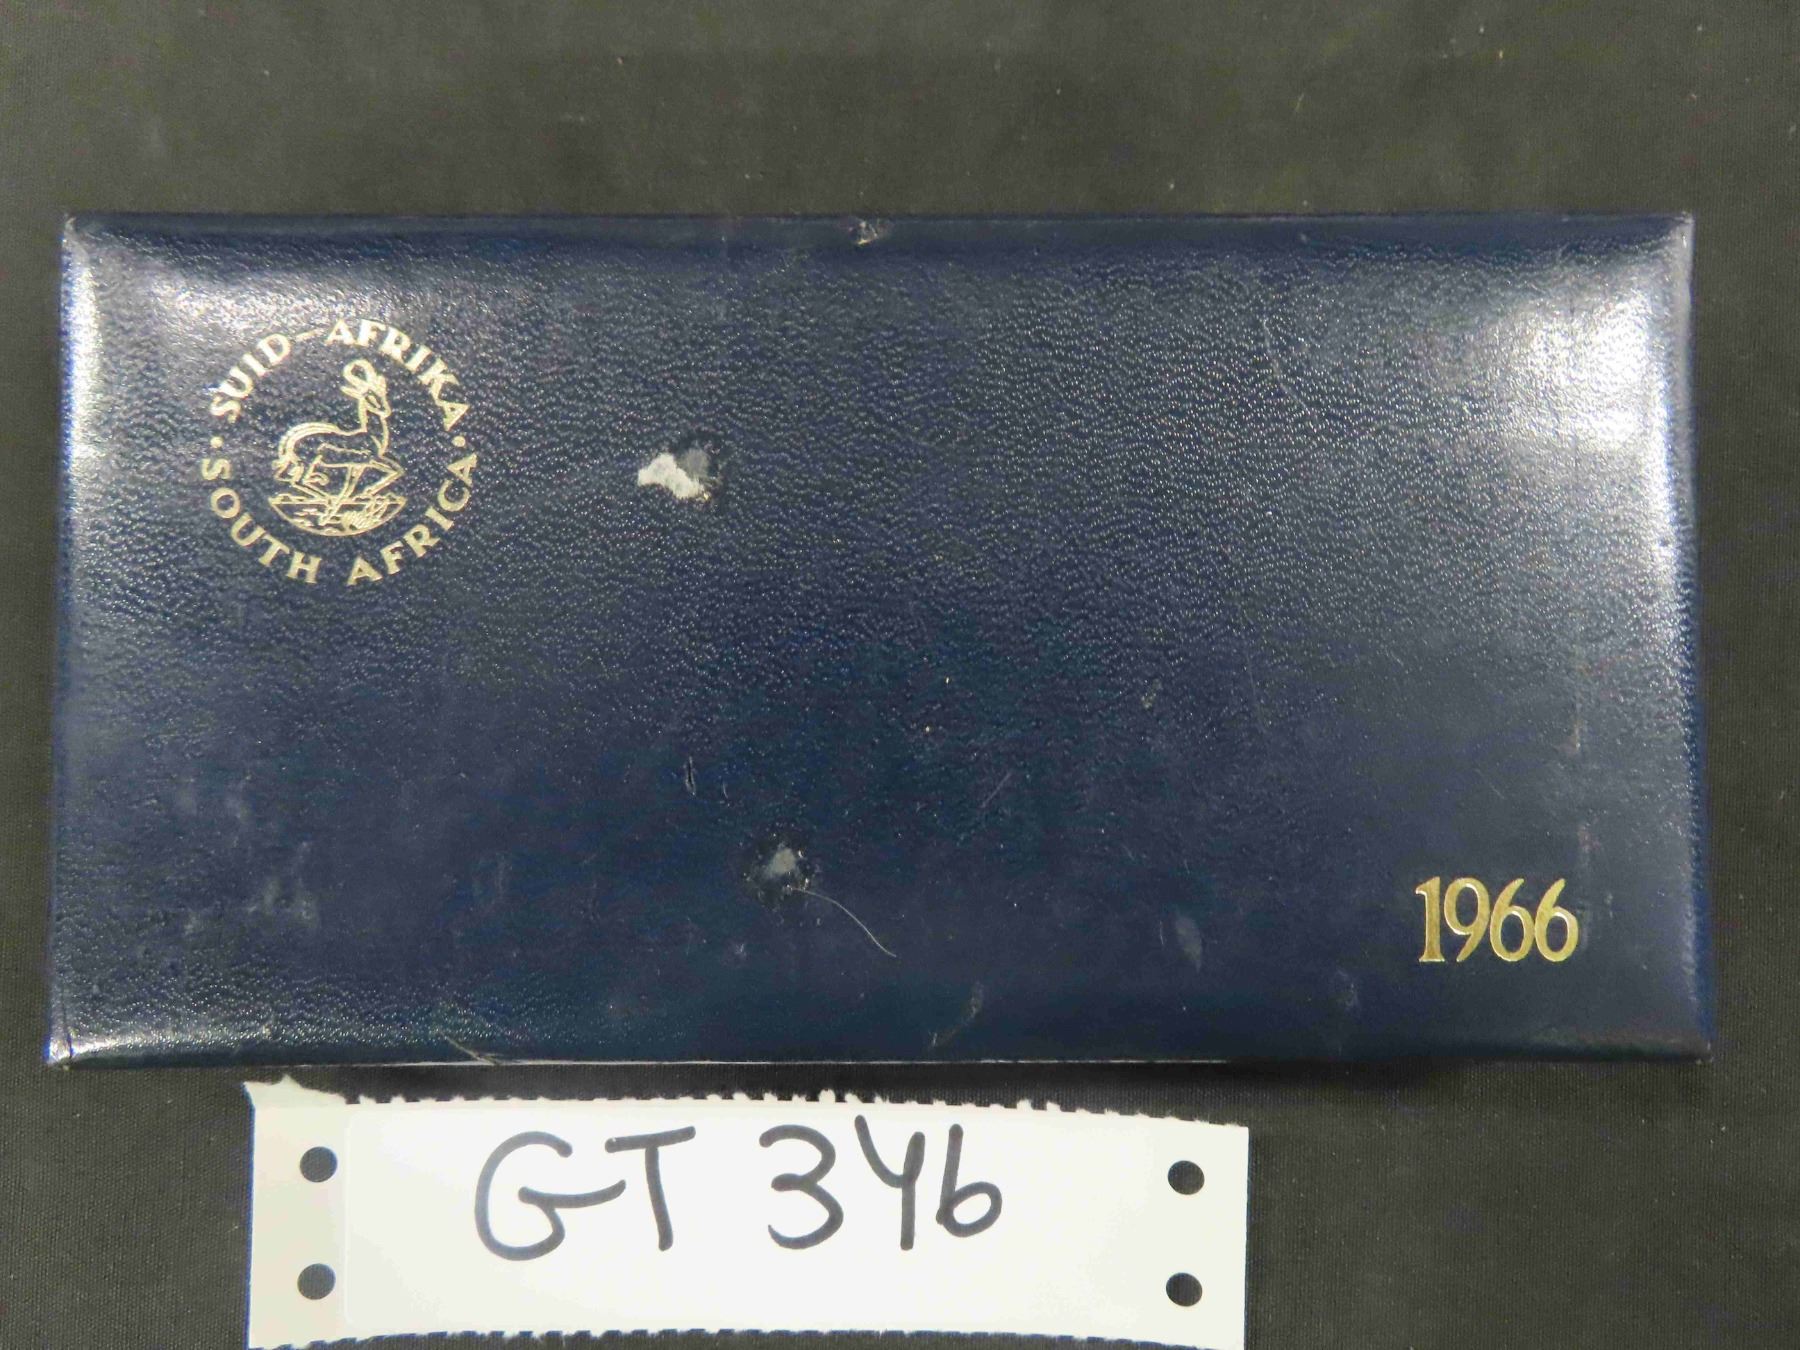 · SUID-AFRIKA ·
SOUTH AFRICA
1966
GT 346